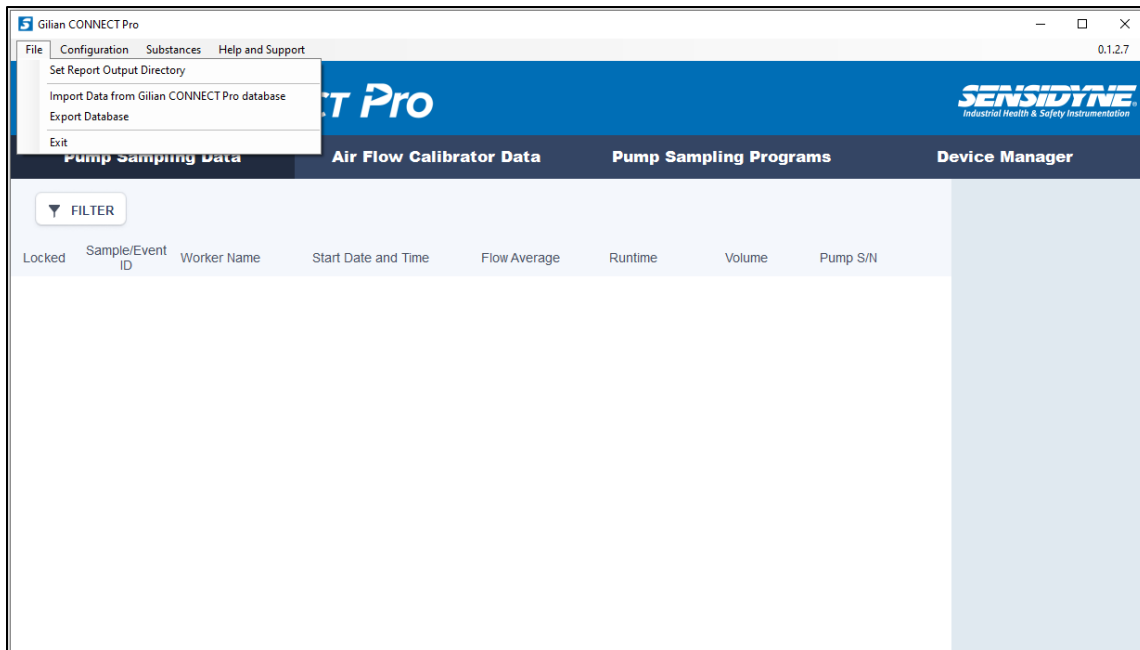 Gilian CONNECT Pro
File Configuration Substances Help and Support 0.1.2.7
Set Report Output Directory
Import Data from Gilian CONNECT Pro database
Export Database
Exit
CT Pro
SENSIDYNE.
Industrial Health & Safety Instrumentation
Pump Sampling Data Air Flow Calibrator Data Pump Sampling Programs Device Manager
FILTER
Locked Sample/Event ID Worker Name Start Date and Time Flow Average Runtime Volume Pump S/N